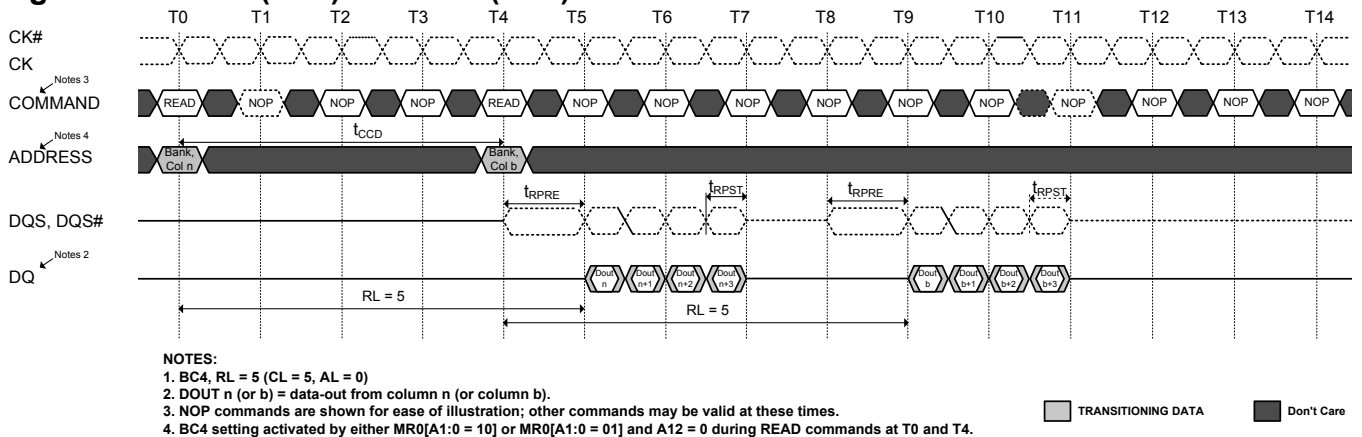 T0 T1 T2 T3 T4 T5 T6 T7 T8 T9 T10 T11 T12 T13 T14
CK#
CK
Notes 3
COMMAND READ NOP NOP NOP READ NOP NOP NOP NOP NOP NOP NOP NOP NOP NOP
tCCD
Notes 4
ADDRESS Bank, Col n Bank, Col b
tRPRE tRPST tRPRE tRPST
DQS, DQS#
Notes 2
DQ Dout n Dout n+1 Dout n+2 Dout n+3 Dout b Dout b+1 Dout b+2 Dout b+3
RL = 5
RL = 5
NOTES:
1. BC4, RL = 5 (CL = 5, AL = 0)
2. DOUT n (or b) = data-out from column n (or column b).
3. NOP commands are shown for ease of illustration; other commands may be valid at these times.
4. BC4 setting activated by either MR0[A1:0 = 10] or MR0[A1:0 = 01] and A12 = 0 during READ commands at T0 and T4.
TRANSITIONING DATA Don't Care